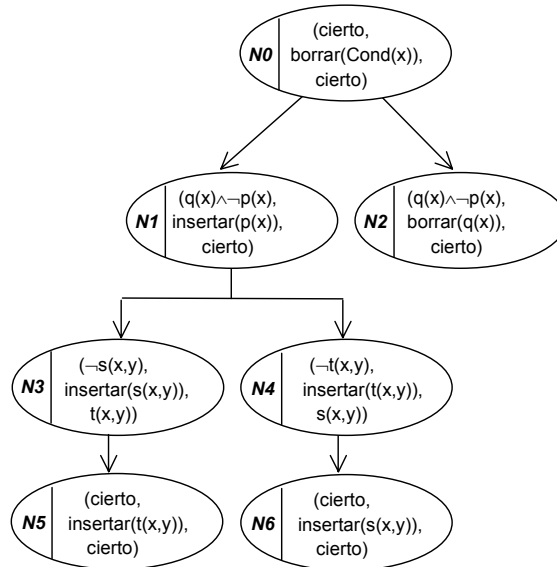 N0
(cierto,
borrar(Cond(x)),
cierto)
N1
(q(x)∧¬p(x),
insertar(p(x)),
cierto)
N2
(q(x)∧¬p(x),
borrar(q(x)),
cierto)
N3
(¬s(x,y),
insertar(s(x,y)),
t(x,y))
N4
(¬t(x,y),
insertar(t(x,y)),
s(x,y))
N5
(cierto,
insertar(t(x,y)),
cierto)
N6
(cierto,
insertar(s(x,y)),
cierto)